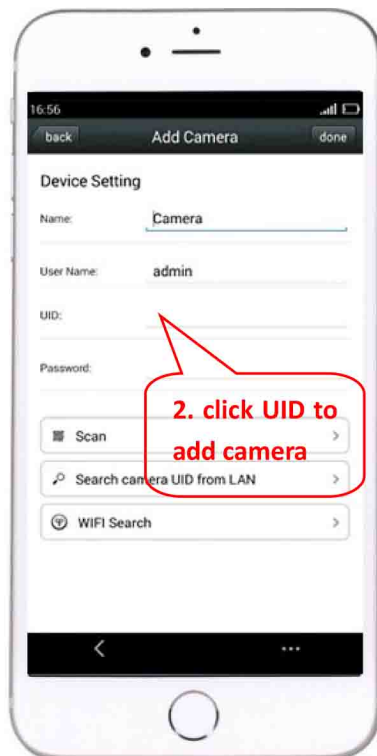 16:56
back Add Camera done
Device Setting
Name: Camera
User Name: admin
UID:
Password:
2. click UID to
add camera
Scan
Search camera UID from LAN
WIFI Search